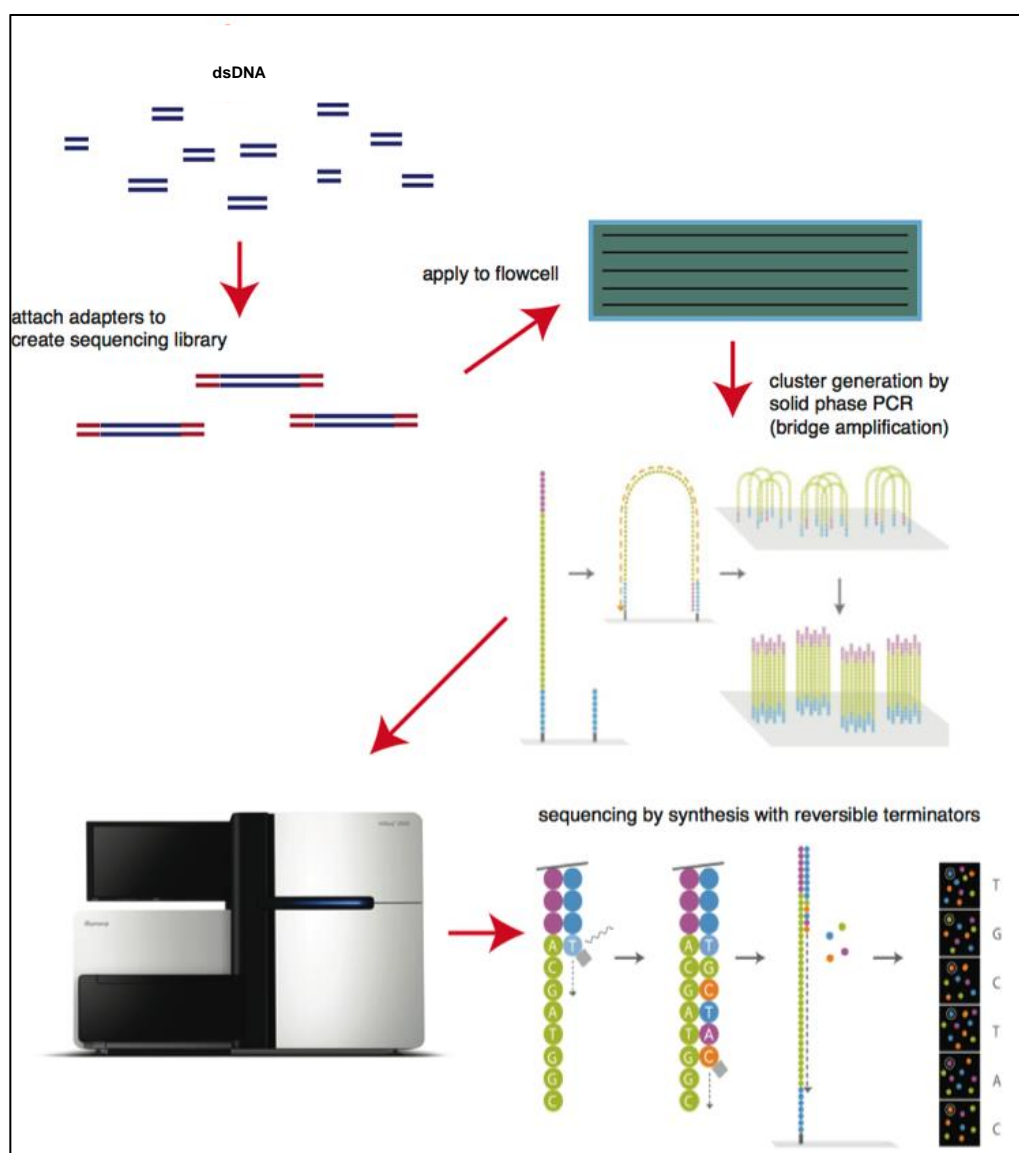 dsDNA
apply to flowcell
attach adapters to
create sequencing library
cluster generation by
solid phase PCR
(bridge amplification)
sequencing by synthesis with reversible terminators
A T
C
G
A
T
G
G
C
A T
C G
G C
A T
T A
G C
G
C
T
G
C
T
A
C